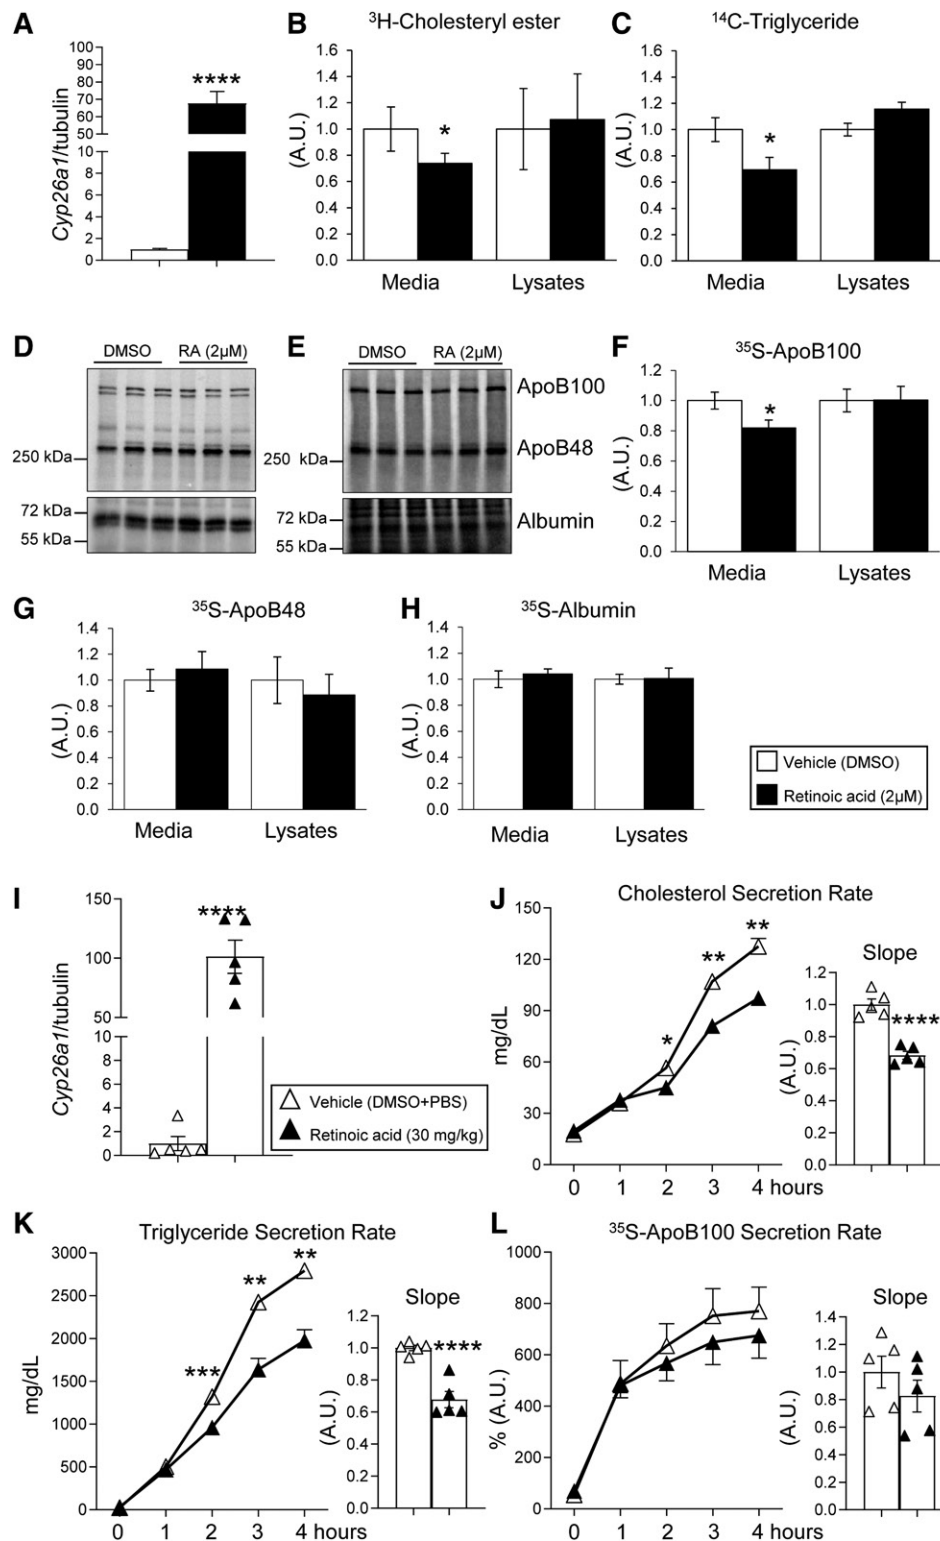 A
Cyp26a1/tubulin
100
90
80
70
60
50
10
8
6
4
2
0
****
B
³H-Cholesteryl ester
(A.U.)
1.6
1.4
1.2
1.0
0.8
0.6
0.4
0.2
0.0
*
Media
Lysates
C
¹⁴C-Triglyceride
(A.U.)
1.6
1.4
1.2
1.0
0.8
0.6
0.4
0.2
0.0
*
Media
Lysates
D
DMSO
RA (2µM)
250 kDa
72 kDa
55 kDa
E
DMSO
RA (2µM)
250 kDa
72 kDa
55 kDa
ApoB100
ApoB48
Albumin
F
³⁵S-ApoB100
(A.U.)
1.2
1.0
0.8
0.6
0.4
0.2
0.0
*
Media
Lysates
G
³⁵S-ApoB48
(A.U.)
1.4
1.2
1.0
0.8
0.6
0.4
0.2
0.0
Media
Lysates
H
³⁵S-Albumin
(A.U.)
1.4
1.2
1.0
0.8
0.6
0.4
0.2
0.0
Media
Lysates
Vehicle (DMSO)
Retinoic acid (2µM)
I
Cyp26a1/tubulin
150
100
50
10
8
6
4
2
0
****
Vehicle (DMSO+PBS)
Retinoic acid (30 mg/kg)
J
Cholesterol Secretion Rate
mg/dL
150
120
90
60
30
0
*
**
**
0 1 2 3 4 hours
Slope
(A.U.)
1.2
1.0
0.8
0.6
0.4
0.2
0.0
****
K
Triglyceride Secretion Rate
mg/dL
3000
2500
2000
1500
1000
500
0
***
**
**
0 1 2 3 4 hours
Slope
(A.U.)
1.2
1.0
0.8
0.6
0.4
0.2
0.0
****
L
³⁵S-ApoB100 Secretion Rate
% (A.U.)
800
600
400
200
0
1000
0 1 2 3 4 hours
Slope
(A.U.)
1.4
1.2
1.0
0.8
0.6
0.4
0.2
0.0